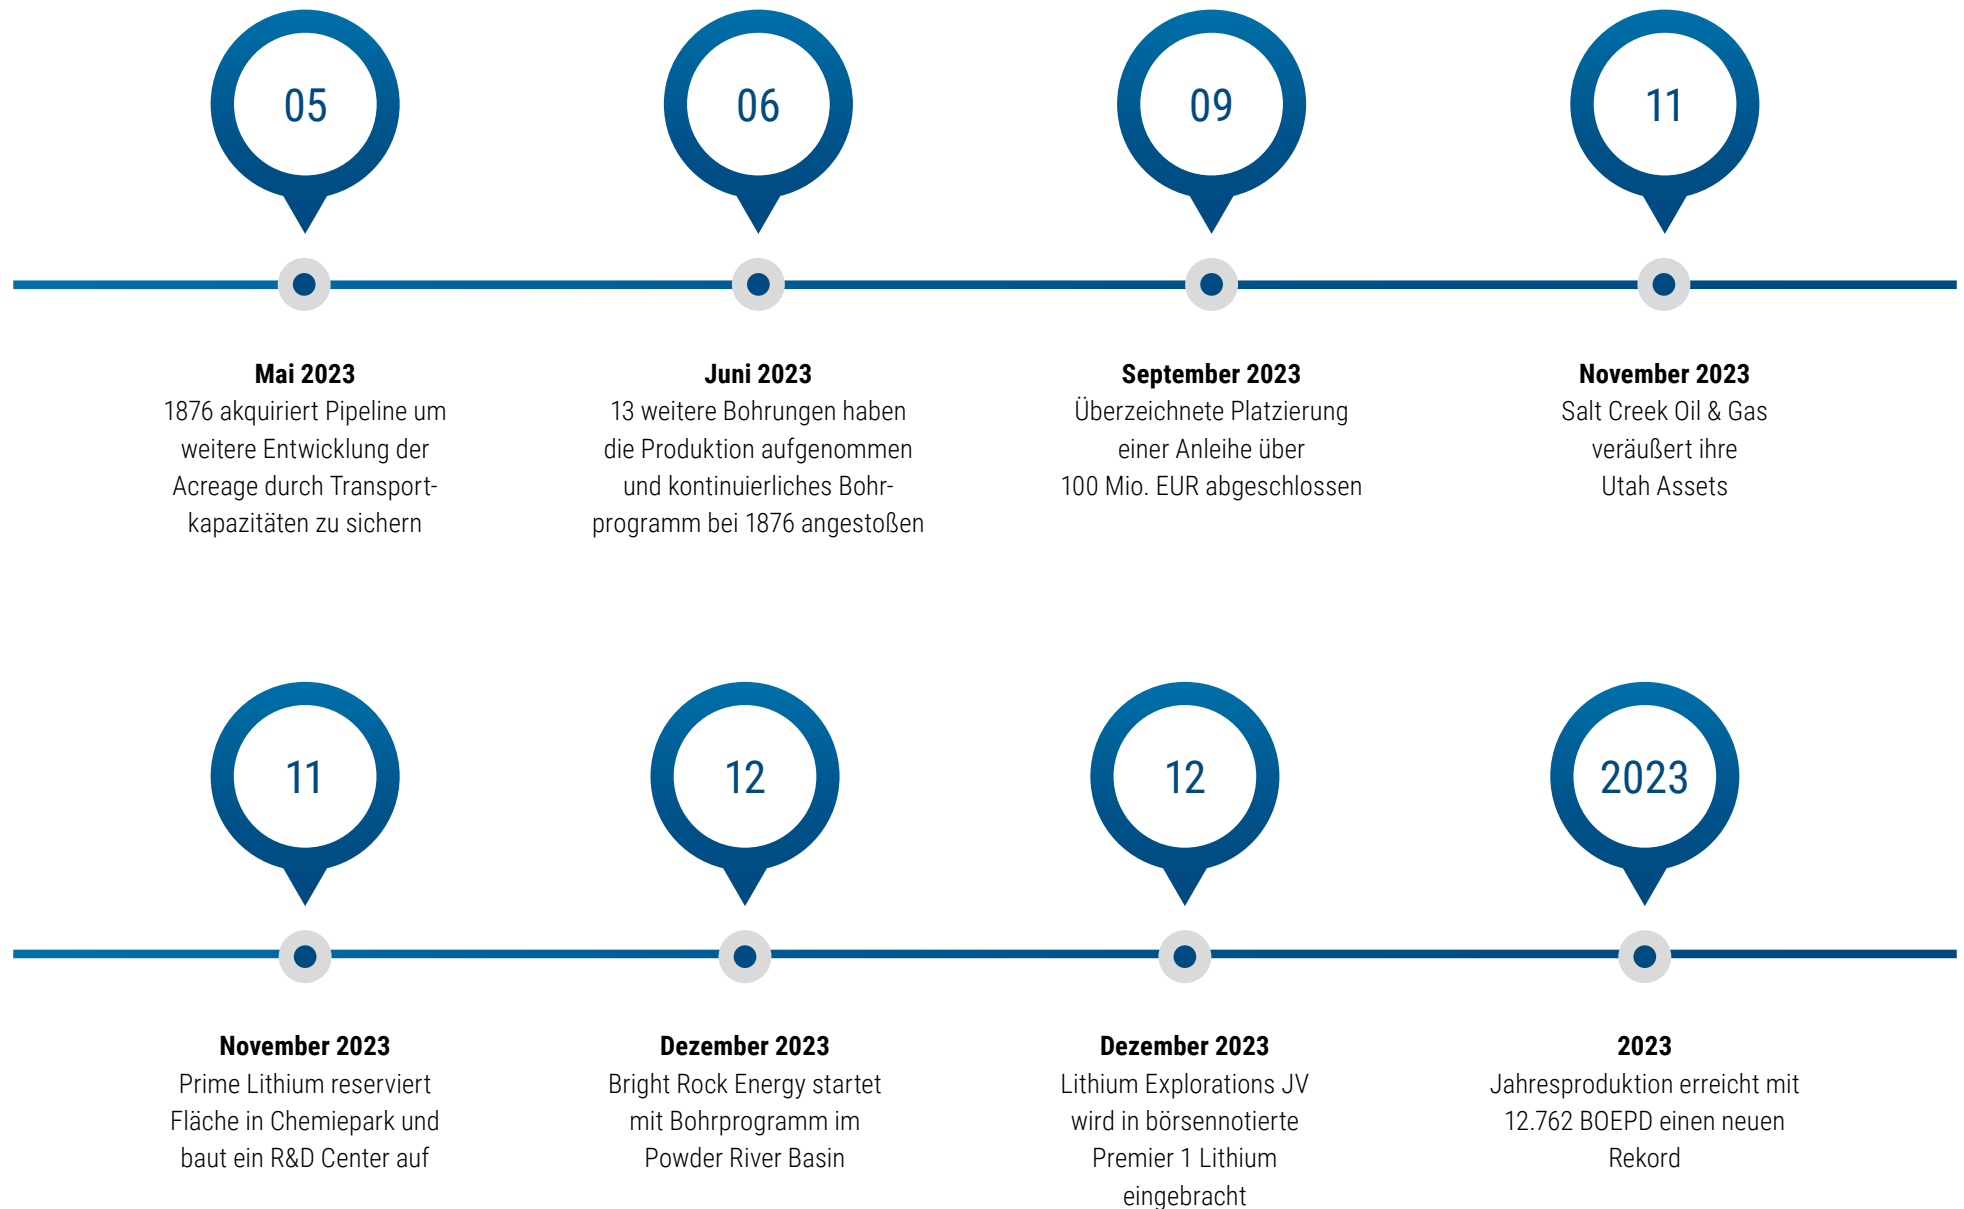 05
06
09
11
Mai 2023
1876 akquiriert Pipeline um
weitere Entwicklung der
Acreage durch Transport-
kapazitäten zu sichern
Juni 2023
13 weitere Bohrungen haben
die Produktion aufgenommen
und kontinuierliches Bohr-
programm bei 1876 angestoßen
September 2023
Überzeichnete Platzierung
einer Anleihe über
100 Mio. EUR abgeschlossen
November 2023
Salt Creek Oil & Gas
veräußert ihre
Utah Assets
11
12
12
2023
November 2023
Prime Lithium reserviert
Fläche in Chemiepark und
baut ein R&D Center auf
Dezember 2023
Bright Rock Energy startet
mit Bohrprogramm im
Powder River Basin
Dezember 2023
Lithium Explorations JV
wird in börsennotierte
Premier 1 Lithium
eingebracht
2023
Jahresproduktion erreicht mit
12.762 BOEPD einen neuen
Rekord